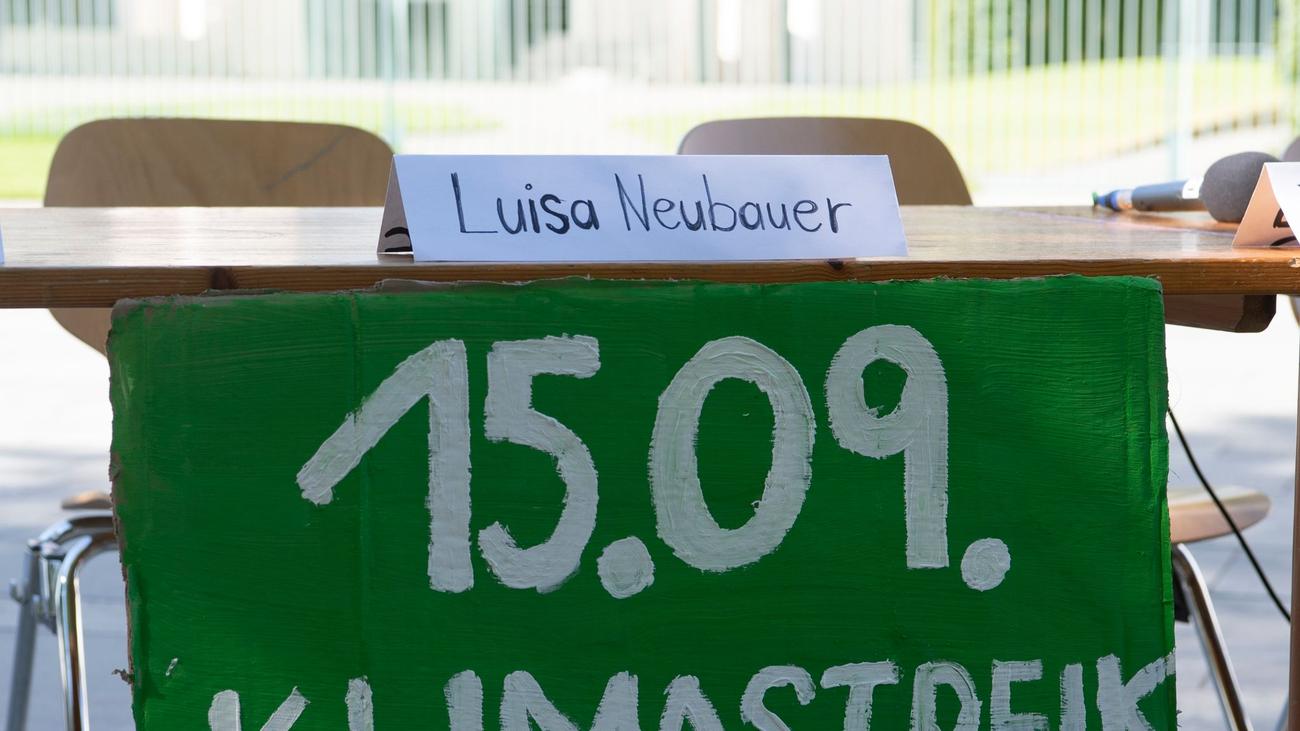 Luisa Neubauer
15.09.
KLIMASTREIK